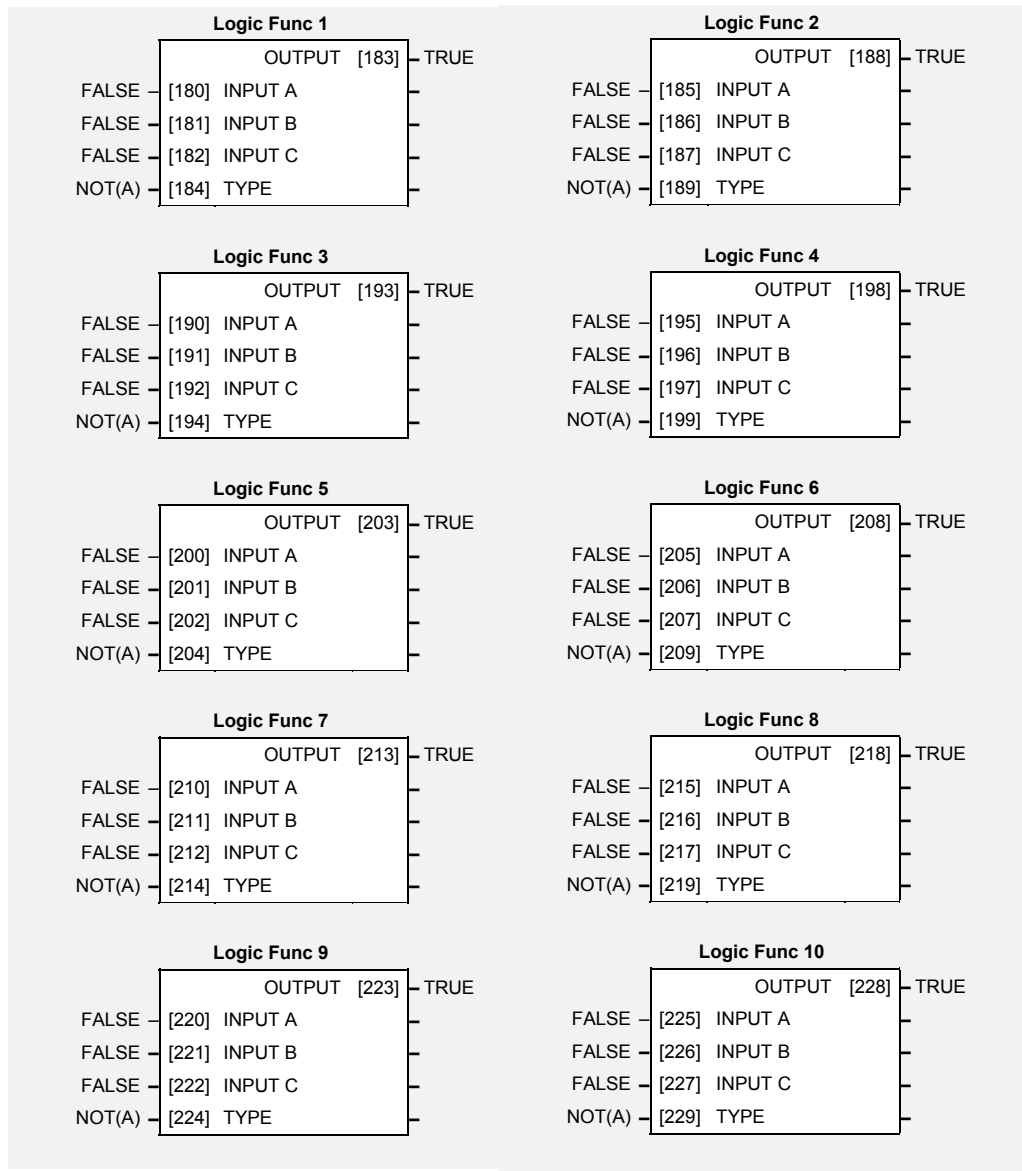 Logic Func 1
OUTPUT [183] TRUE
FALSE [180] INPUT A
FALSE [181] INPUT B
FALSE [182] INPUT C
NOT(A) [184] TYPE
Logic Func 2
OUTPUT [188] TRUE
FALSE [185] INPUT A
FALSE [186] INPUT B
FALSE [187] INPUT C
NOT(A) [189] TYPE
Logic Func 3
OUTPUT [193] TRUE
FALSE [190] INPUT A
FALSE [191] INPUT B
FALSE [192] INPUT C
NOT(A) [194] TYPE
Logic Func 4
OUTPUT [198] TRUE
FALSE [195] INPUT A
FALSE [196] INPUT B
FALSE [197] INPUT C
NOT(A) [199] TYPE
Logic Func 5
OUTPUT [203] TRUE
FALSE [200] INPUT A
FALSE [201] INPUT B
FALSE [202] INPUT C
NOT(A) [204] TYPE
Logic Func 6
OUTPUT [208] TRUE
FALSE [205] INPUT A
FALSE [206] INPUT B
FALSE [207] INPUT C
NOT(A) [209] TYPE
Logic Func 7
OUTPUT [213] TRUE
FALSE [210] INPUT A
FALSE [211] INPUT B
FALSE [212] INPUT C
NOT(A) [214] TYPE
Logic Func 8
OUTPUT [218] TRUE
FALSE [215] INPUT A
FALSE [216] INPUT B
FALSE [217] INPUT C
NOT(A) [219] TYPE
Logic Func 9
OUTPUT [223] TRUE
FALSE [220] INPUT A
FALSE [221] INPUT B
FALSE [222] INPUT C
NOT(A) [224] TYPE
Logic Func 10
OUTPUT [228] TRUE
FALSE [225] INPUT A
FALSE [226] INPUT B
FALSE [227] INPUT C
NOT(A) [229] TYPE